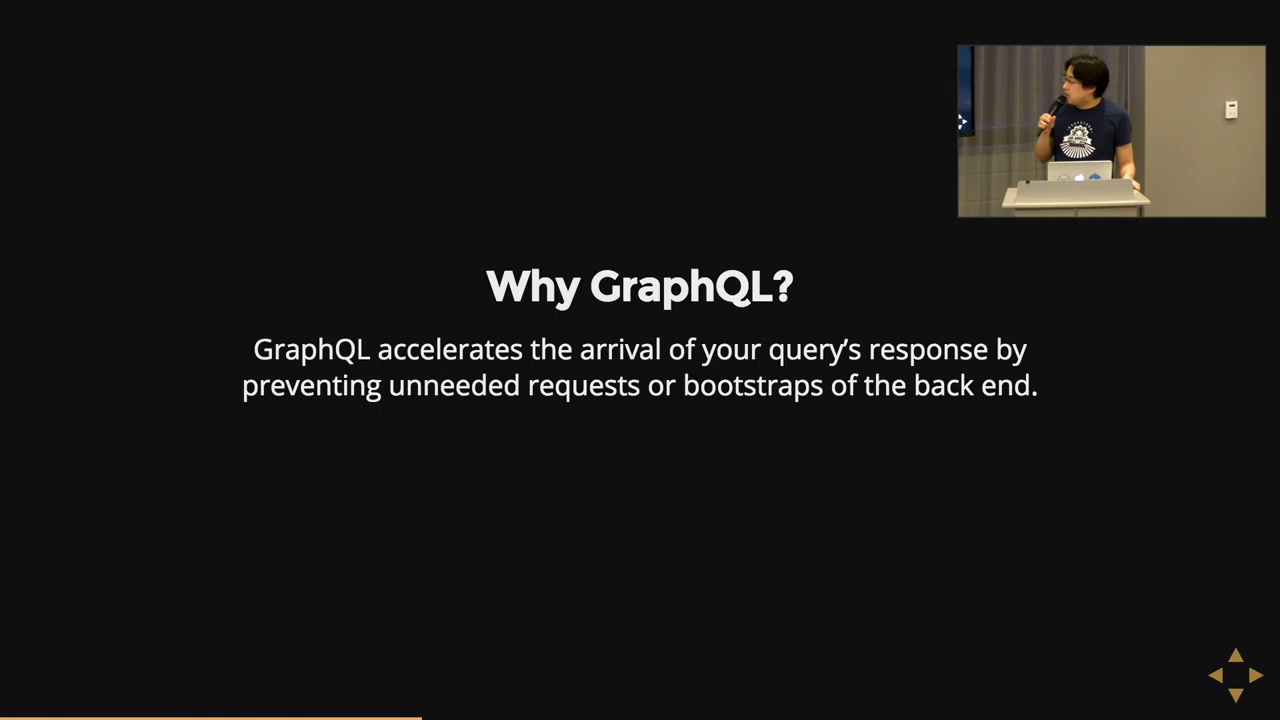 Why GraphQL?
GraphQL accelerates the arrival of your query’s response by
preventing unneeded requests or bootstraps of the back end.